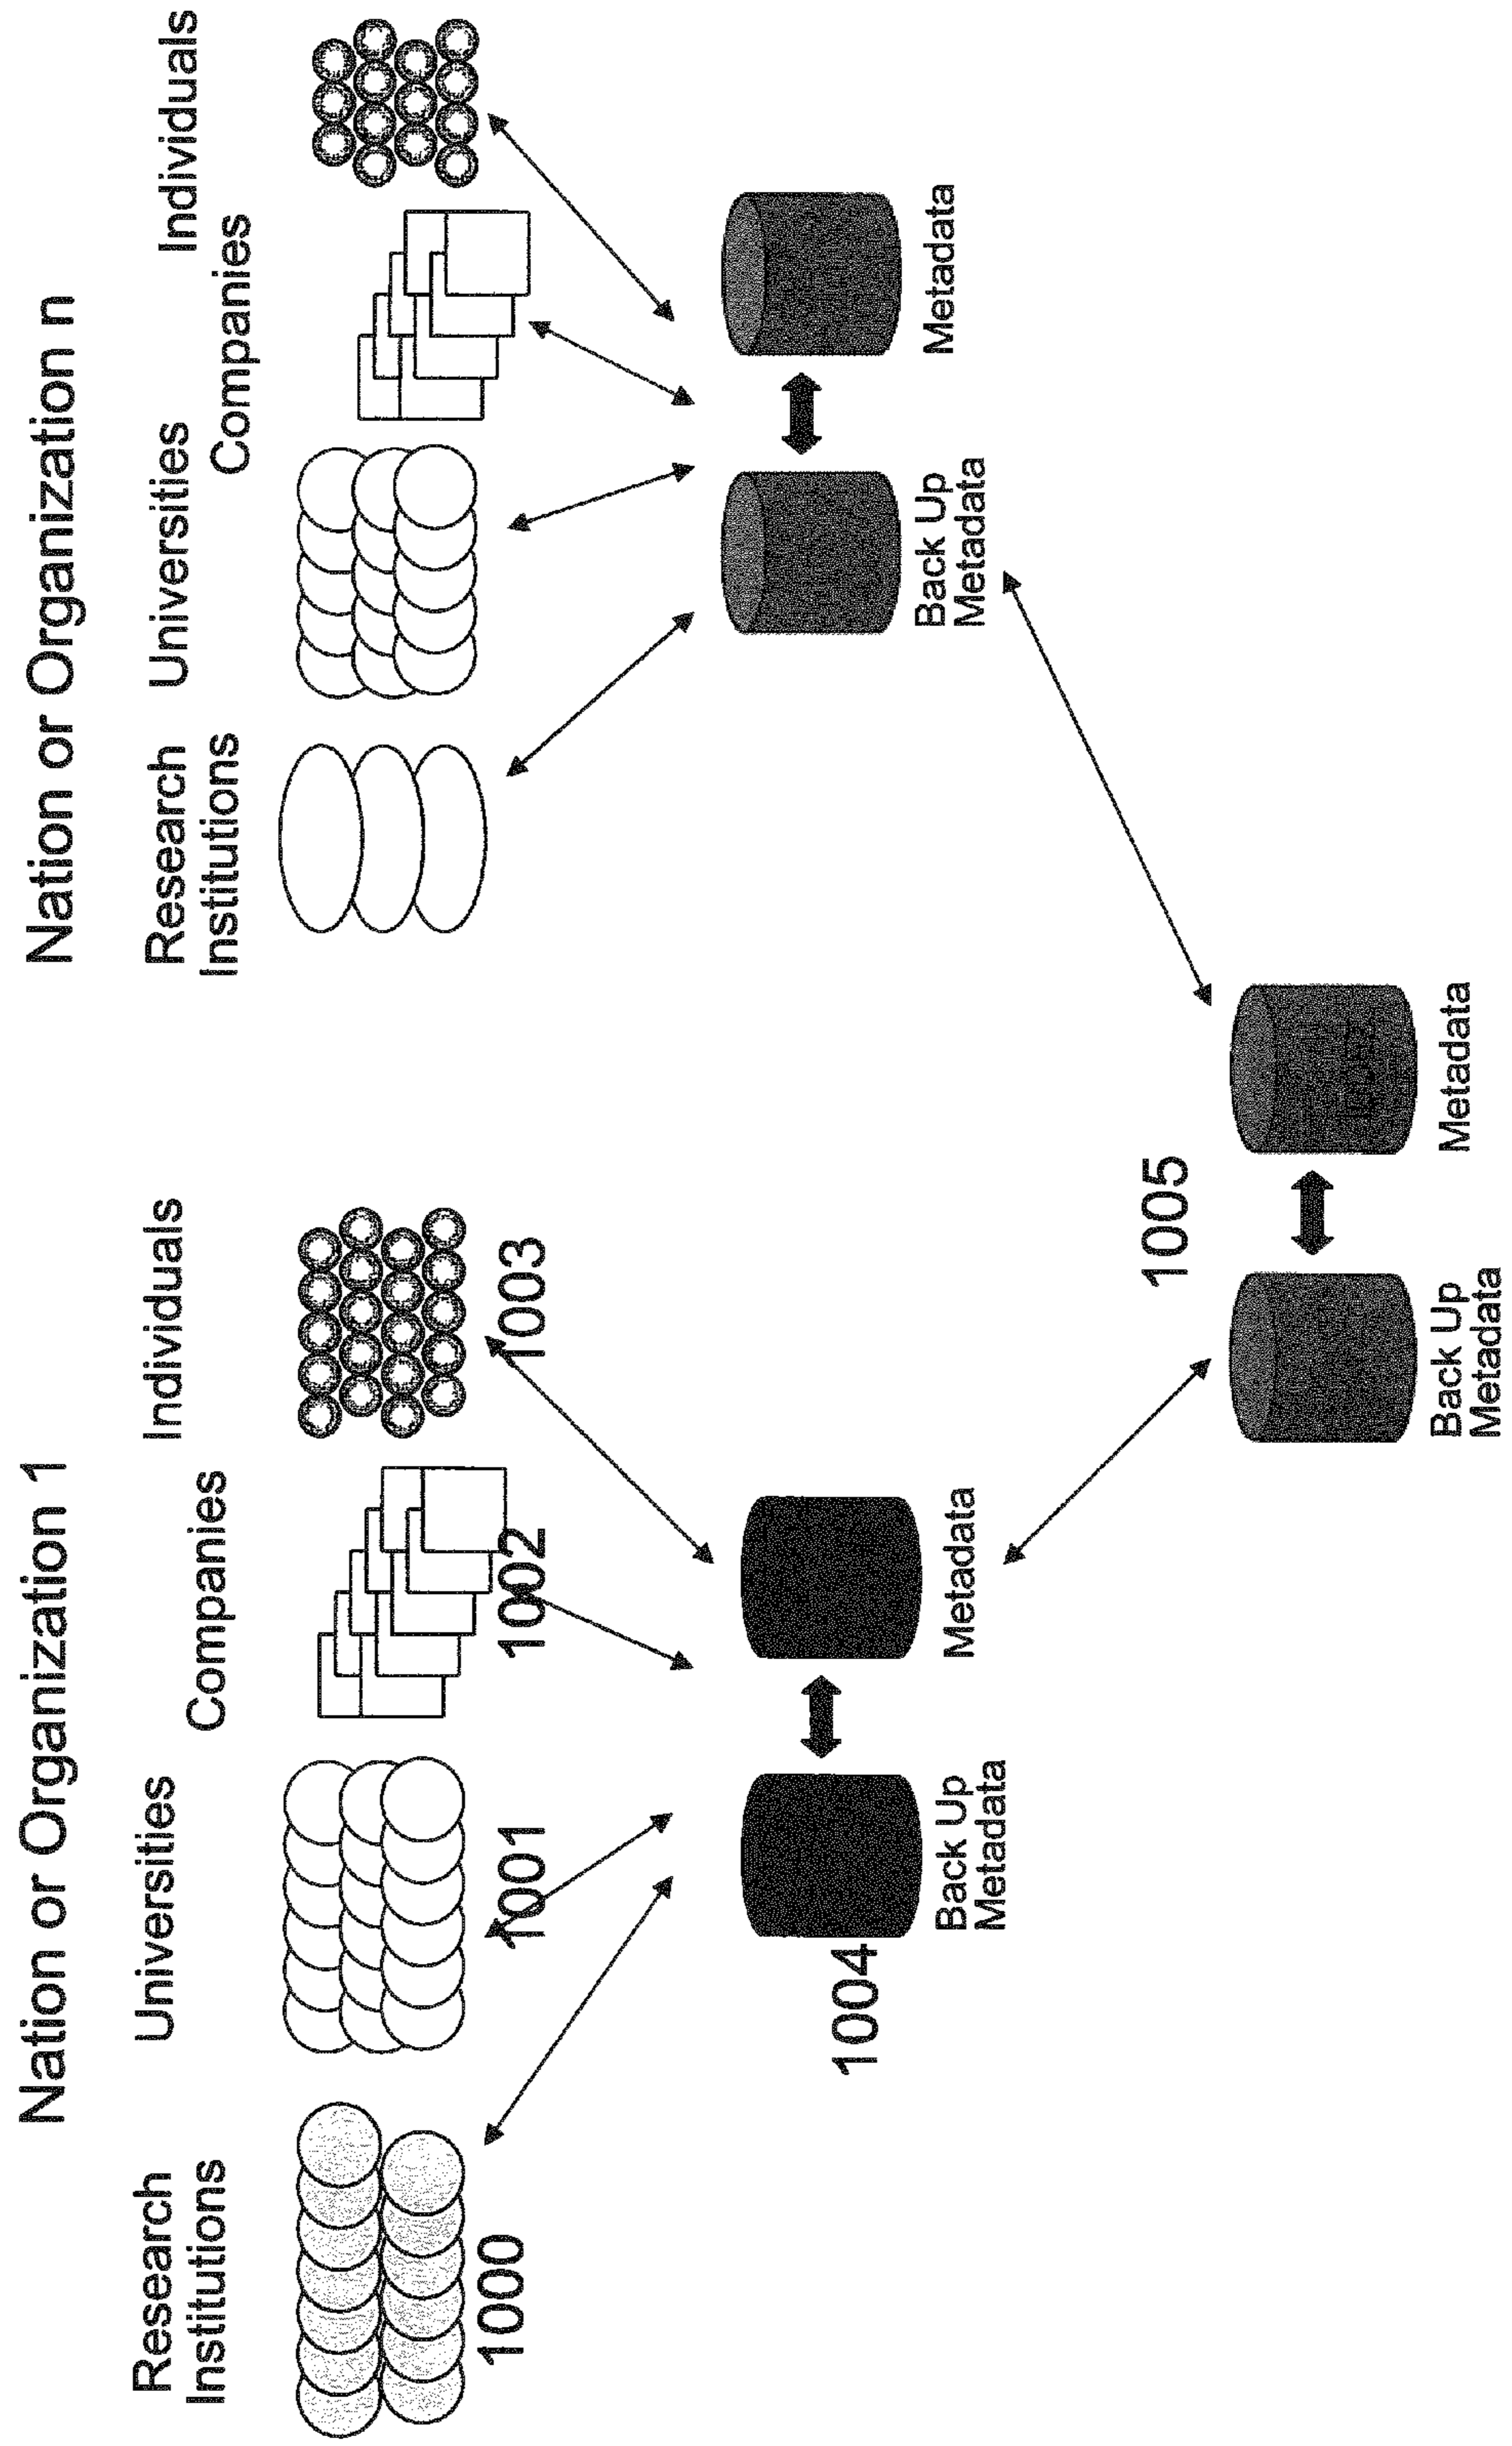 Nation or Organization 1
Nation or Organization n
Research
Institutions
Universities
Companies
Individuals
Research
Institutions
Universities
Companies
Individuals
1000
1001
1002
1003
1004
Back Up
Metadata
Metadata
Back Up
Metadata
Metadata
1005
Back Up
Metadata
Metadata